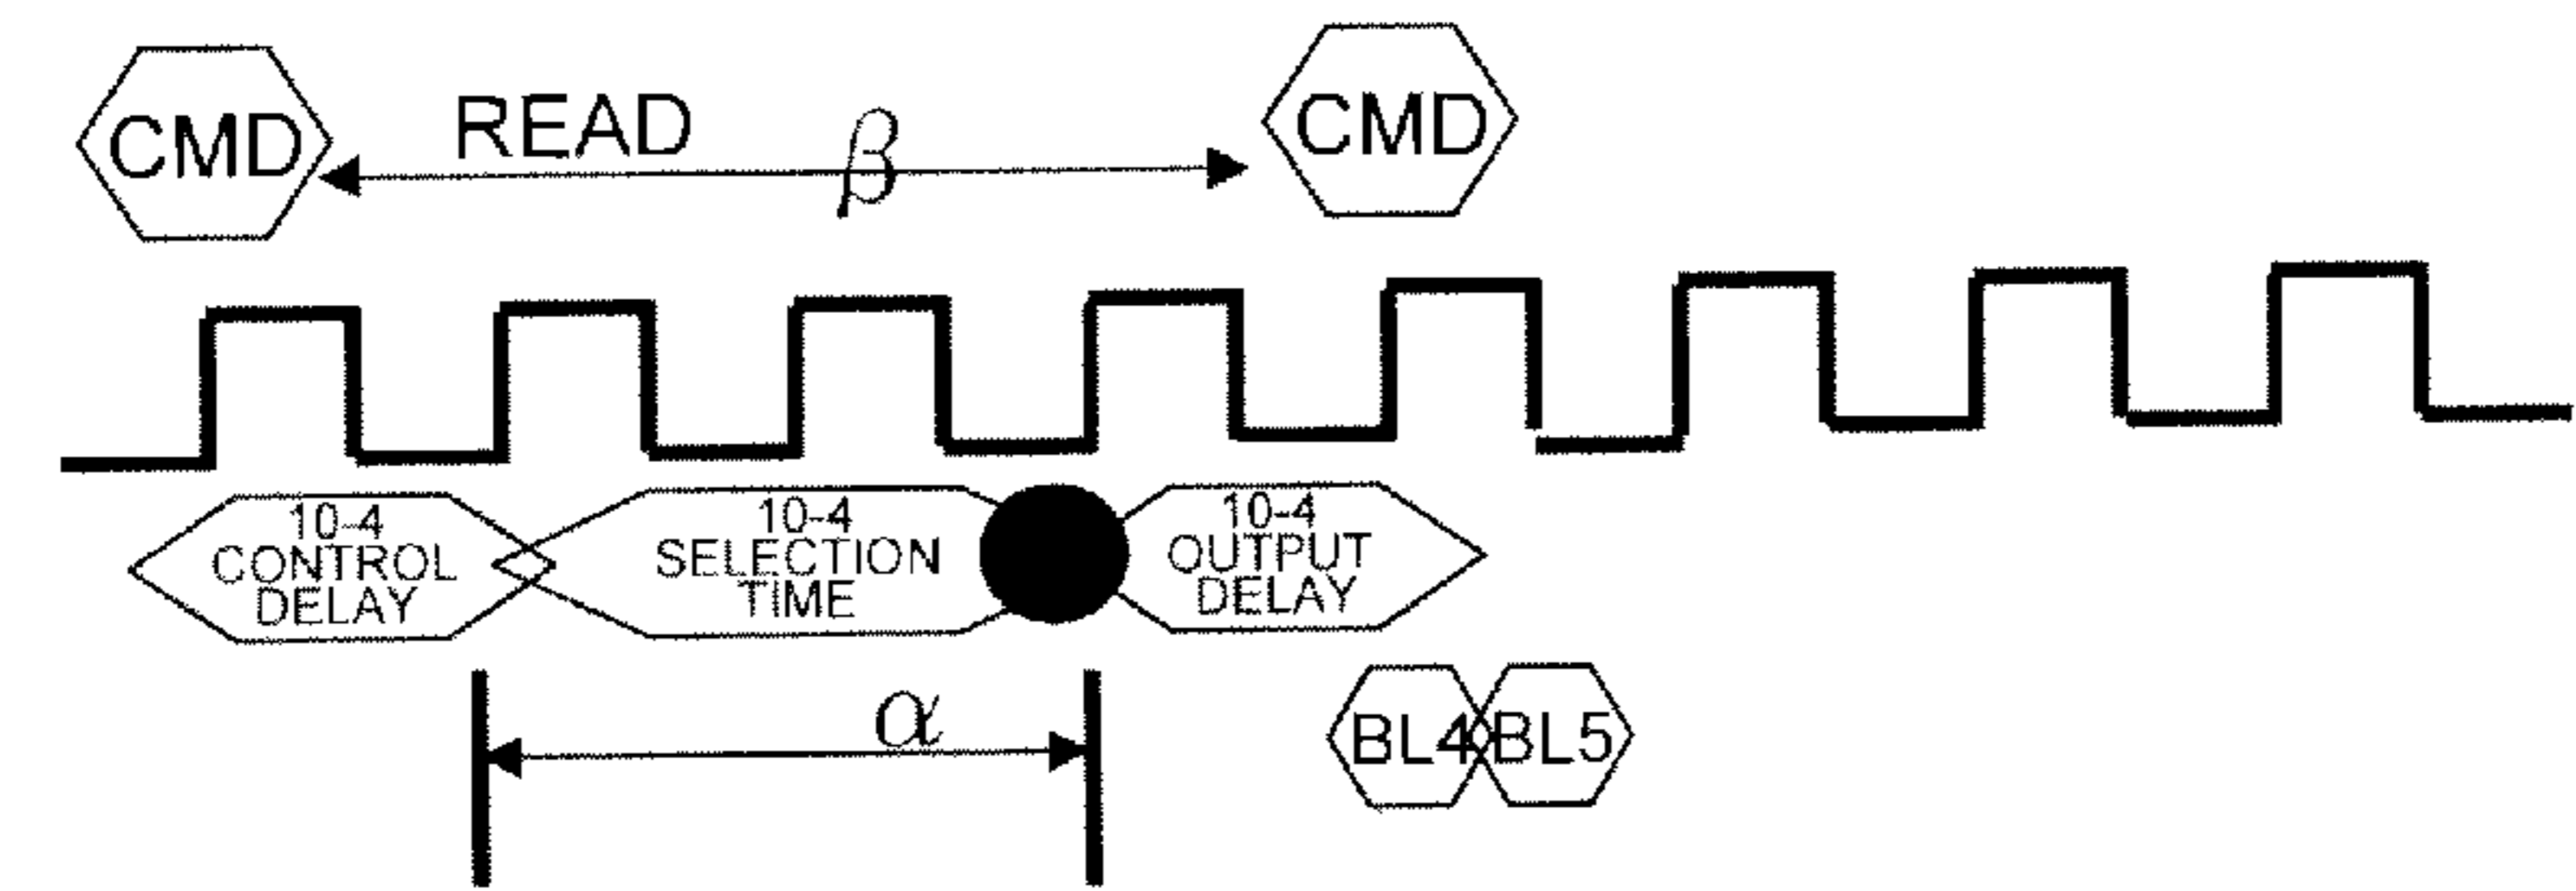 CMD
READ
β
CMD
10-4
CONTROL
DELAY
10-4
SELECTION
TIME
10-4
OUTPUT
DELAY
α
BL4
BL5